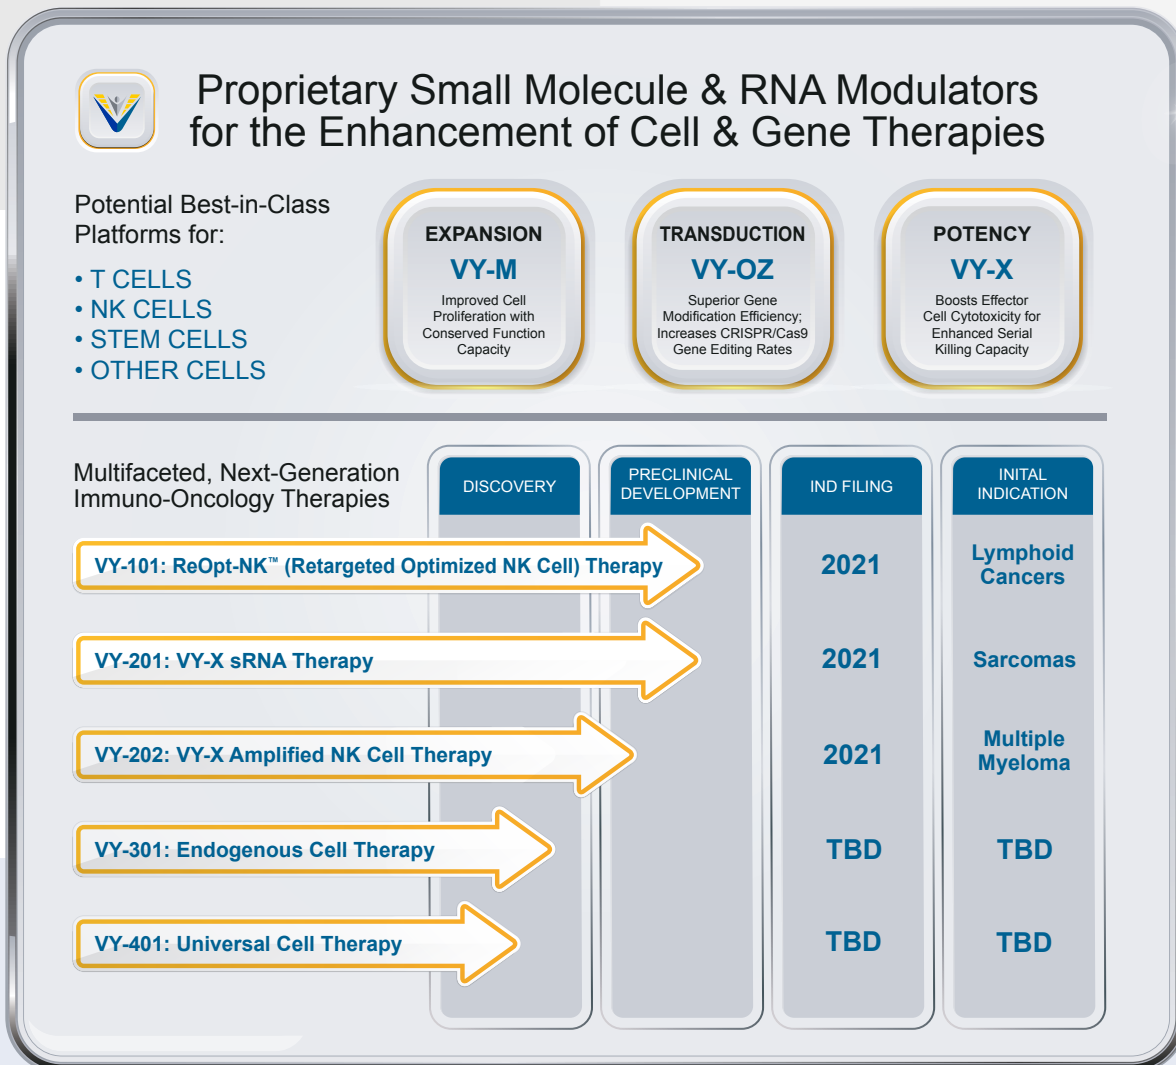 Proprietary Small Molecule & RNA Modulators
for the Enhancement of Cell & Gene Therapies
Potential Best-in-Class
Platforms for:
• T CELLS
• NK CELLS
• STEM CELLS
• OTHER CELLS
EXPANSION
VY-M
Improved Cell
Proliferation with
Conserved Function
Capacity
TRANSDUCTION
VY-OZ
Superior Gene
Modification Efficiency;
Increases CRISPR/Cas9
Gene Editing Rates
POTENCY
VY-X
Boosts Effector
Cell Cytotoxicity for
Enhanced Serial
Killing Capacity
Multifaceted, Next-Generation
Immuno-Oncology Therapies
DISCOVERY
PRECLINICAL
DEVELOPMENT
IND FILING
INITAL
INDICATION
VY-101: ReOpt-NK™ (Retargeted Optimized NK Cell) Therapy
2021
Lymphoid
Cancers
VY-201: VY-X sRNA Therapy
2021
Sarcomas
VY-202: VY-X Amplified NK Cell Therapy
2021
Multiple
Myeloma
VY-301: Endogenous Cell Therapy
TBD
TBD
VY-401: Universal Cell Therapy
TBD
TBD